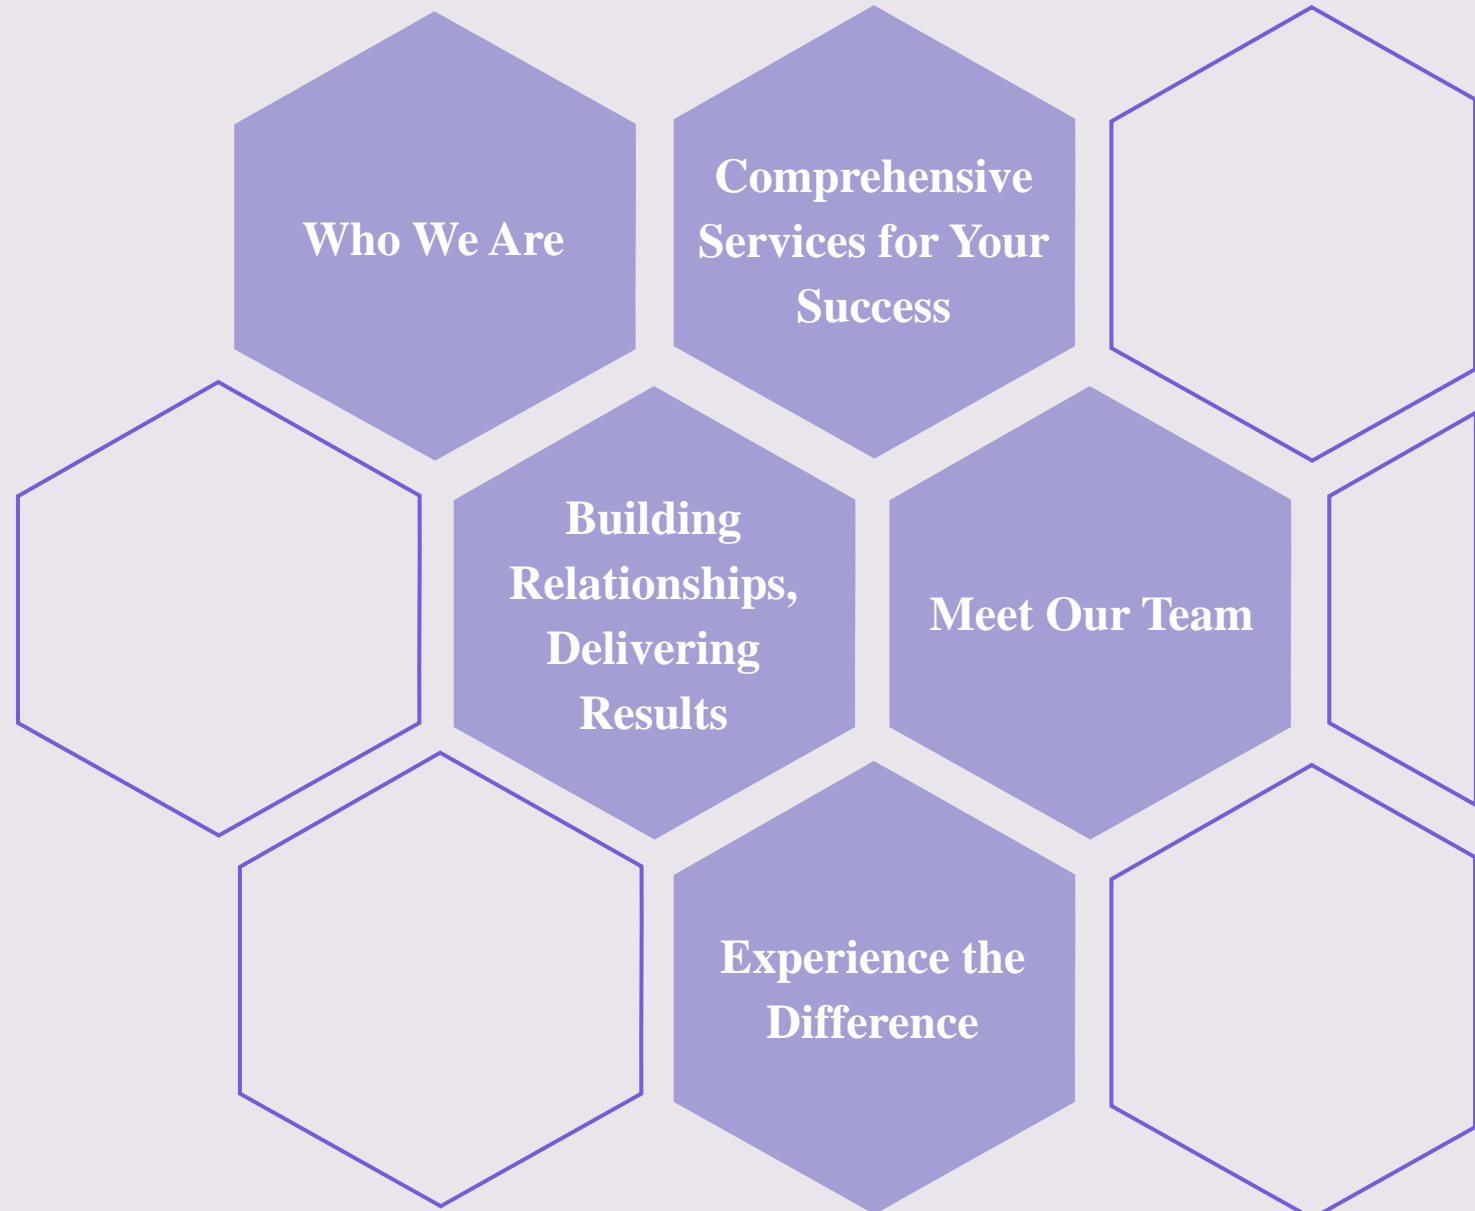 Who We Are
Comprehensive
Services for Your
Success
Building
Relationships,
Delivering
Results
Meet Our Team
Experience the
Difference